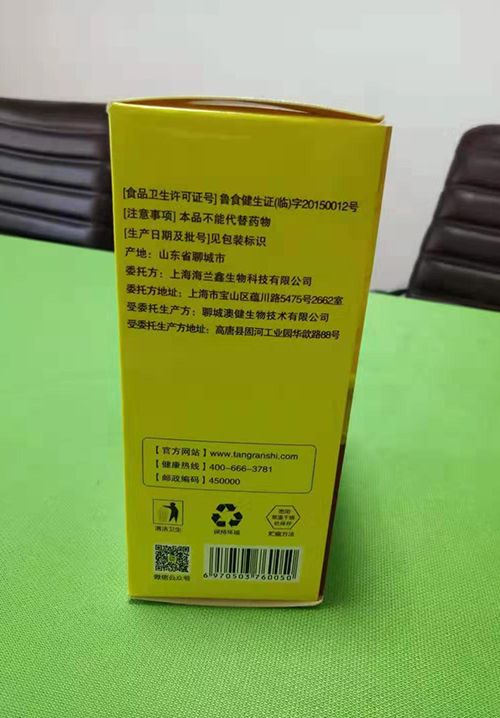 [食品卫生许可证号] 鲁食健生证(临)字20150012号
[注意事项] 本品不能代替药物
[生产日期及批号]见包装标识
产地：山东省聊城市
委托方：上海海兰鑫生物科技有限公司
委托方地址：上海市宝山区蕴川路5475号2662室
受委托生产方：聊城澳健生物技术有限公司
受委托生产方地址：高唐县固河工业园华歆路88号
【官方网站】www.tangranshi.com
【健康热线】400-666-3781
【邮政编码】450000
清洁卫生
保持环境
贮藏方法
微信公众号
6 970503 760050